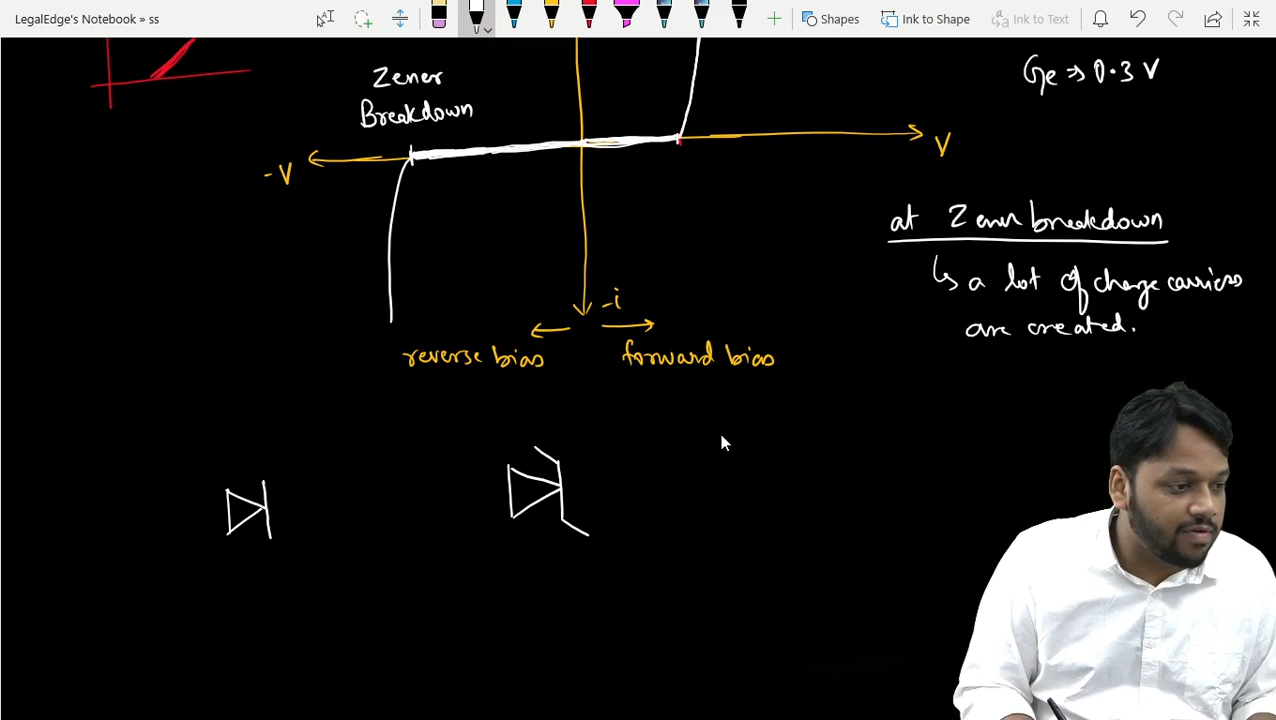 LegalEdge's Notebook » ss
Shapes
Ink to Shape
Ink to Text
Zener
Breakdown
Ge => 0.3 V
-V
V
at Zener breakdown
↳ a lot of charge carriers
are created.
-i
reverse bias
forward bias